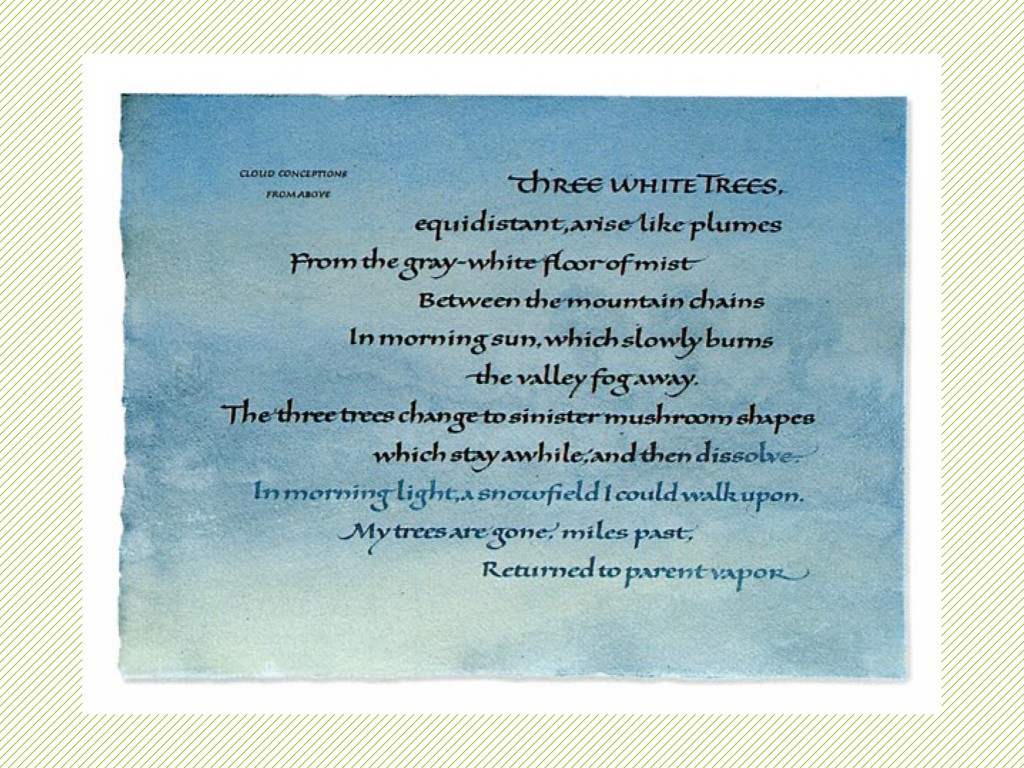 CLOUD CONCEPTIONS
FROM ABOVE
THREE WHITE TREES,
equidistant, arise like plumes
From the gray-white floor of mist
Between the mountain chains
In morning sun, which slowly burns
the valley fog away.
The three trees change to sinister mushroom shapes
which stay awhile, and then dissolve.
In morning light, a snowfield I could walk upon.
My trees are gone, miles past,
Returned to parent vapor